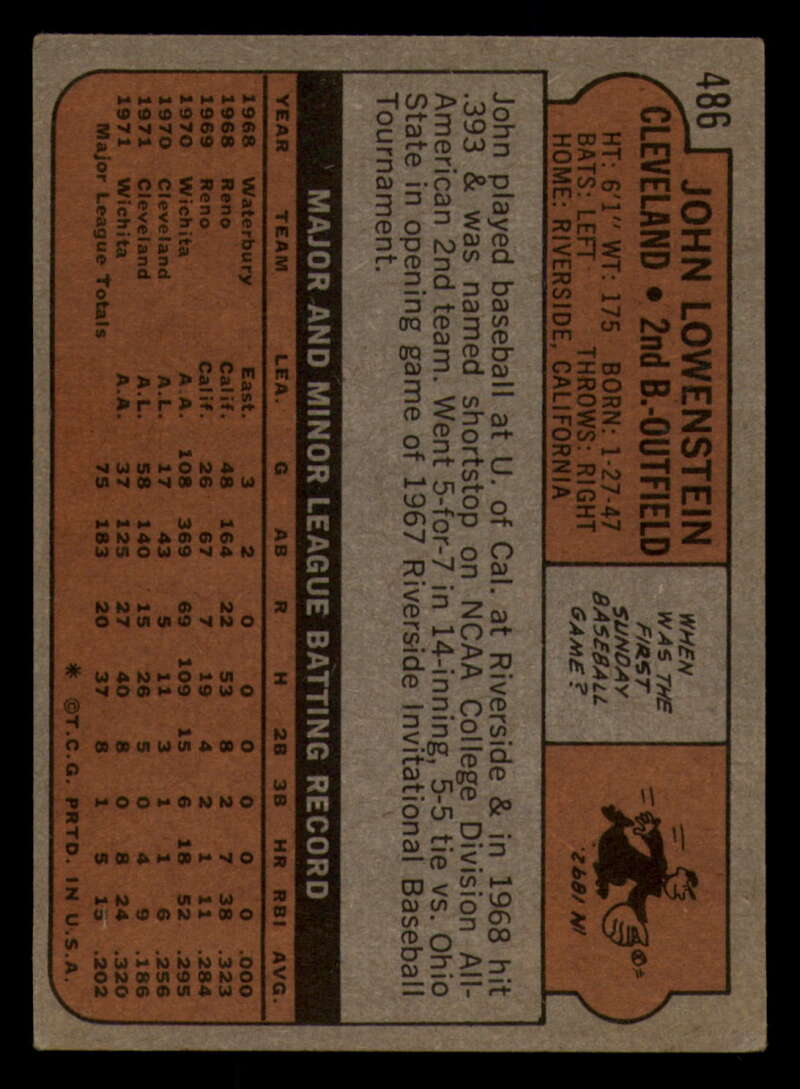 486
JOHN LOWENSTEIN
CLEVELAND • 2nd B.-OUTFIELD
HT: 6'1" WT: 175 BORN: 1-27-47
BATS: LEFT THROWS: RIGHT
HOME: RIVERSIDE, CALIFORNIA
WHEN
WAS THE
FIRST
SUNDAY
BASEBALL
GAME?
IN 1892.
John played baseball at U. of Cal. at Riverside & in 1968 hit
.393 & was named shortstop on NCAA College Division All-
American 2nd team. Went 5-for-7 in 14-inning, 5-5 tie vs. Ohio
State in opening game of 1967 Riverside Invitational Baseball
Tournament.
MAJOR AND MINOR LEAGUE BATTING RECORD
YEAR TEAM LEA. G AB R H 2B 3B HR RBI AVG.
1968 Waterbury East. 3 2 0 0 0 0 0 0 .000
1968 Reno Calif. 48 164 22 53 8 2 7 38 .323
1969 Reno Calif. 26 67 7 19 4 2 1 11 .284
1970 Wichita A.A. 108 369 69 109 15 6 18 52 .295
1970 Cleveland A.L. 17 43 5 11 3 1 1 6 .256
1971 Cleveland A.L. 58 140 15 26 5 0 4 9 .186
1971 Wichita A.A. 37 125 27 40 8 0 8 24 .320
Major League Totals 75 183 20 37 8 1 5 15 .202
* ©T.C.G. PRTD. IN U.S.A.